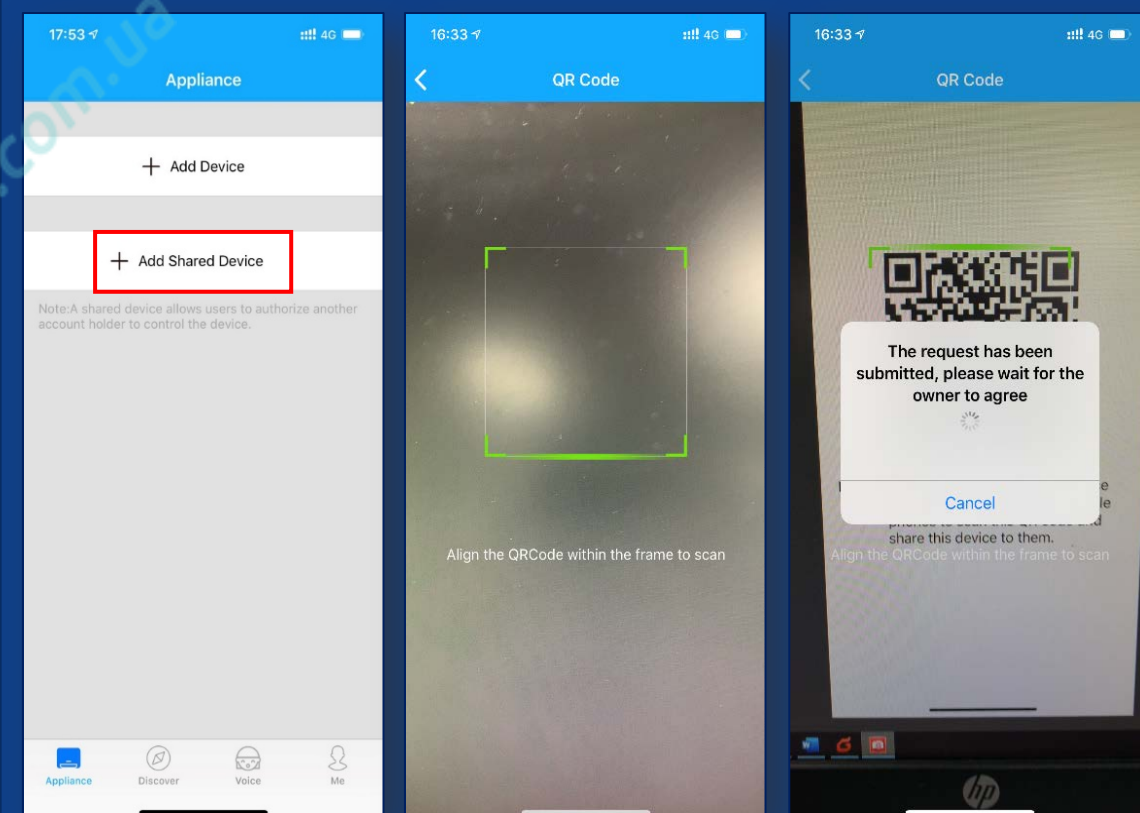 .com.ua
17:53
4G
Appliance
+ Add Device
+ Add Shared Device
Note:A shared device allows users to authorize another
account holder to control the device.
Appliance
Discover
Voice
Me
16:33
4G
QR Code
Align the QRCode within the frame to scan
16:33
4G
QR Code
The request has been
submitted, please wait for the
owner to agree
Cancel
share this device to them.
Align the QRCode within the frame to scan
hp